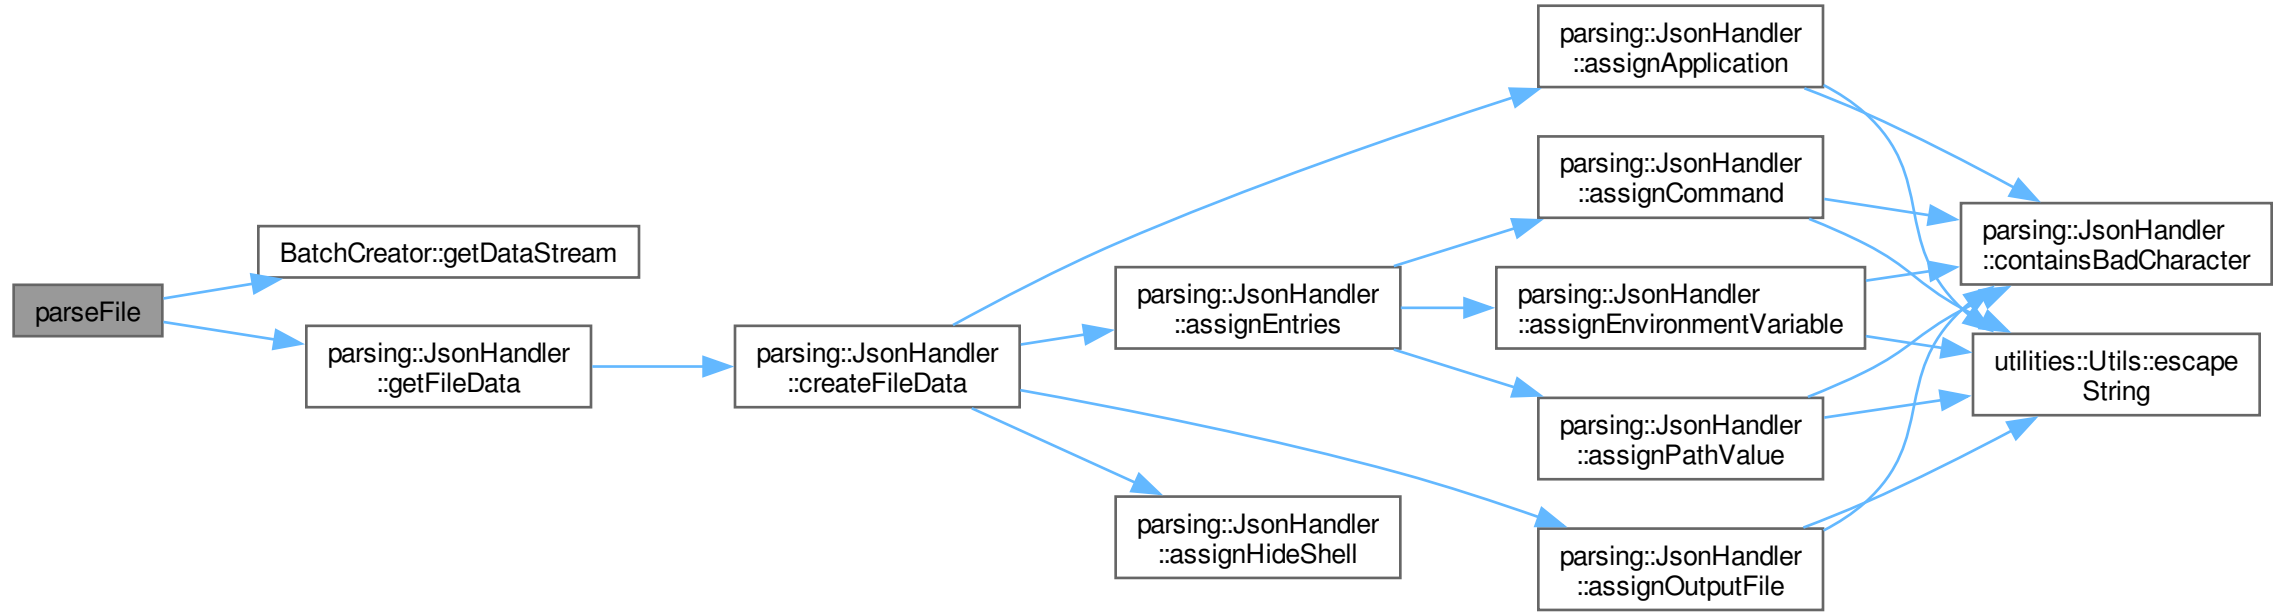 parseFile
BatchCreator::getDataStream
parsing::JsonHandler
::getFileData
parsing::JsonHandler
::createFileData
parsing::JsonHandler
::assignApplication
parsing::JsonHandler
::assignEntries
parsing::JsonHandler
::assignHideShell
parsing::JsonHandler
::assignCommand
parsing::JsonHandler
::assignEnvironmentVariable
parsing::JsonHandler
::assignPathValue
parsing::JsonHandler
::assignOutputFile
parsing::JsonHandler
::containsBadCharacter
utilities::Utils::escape
String